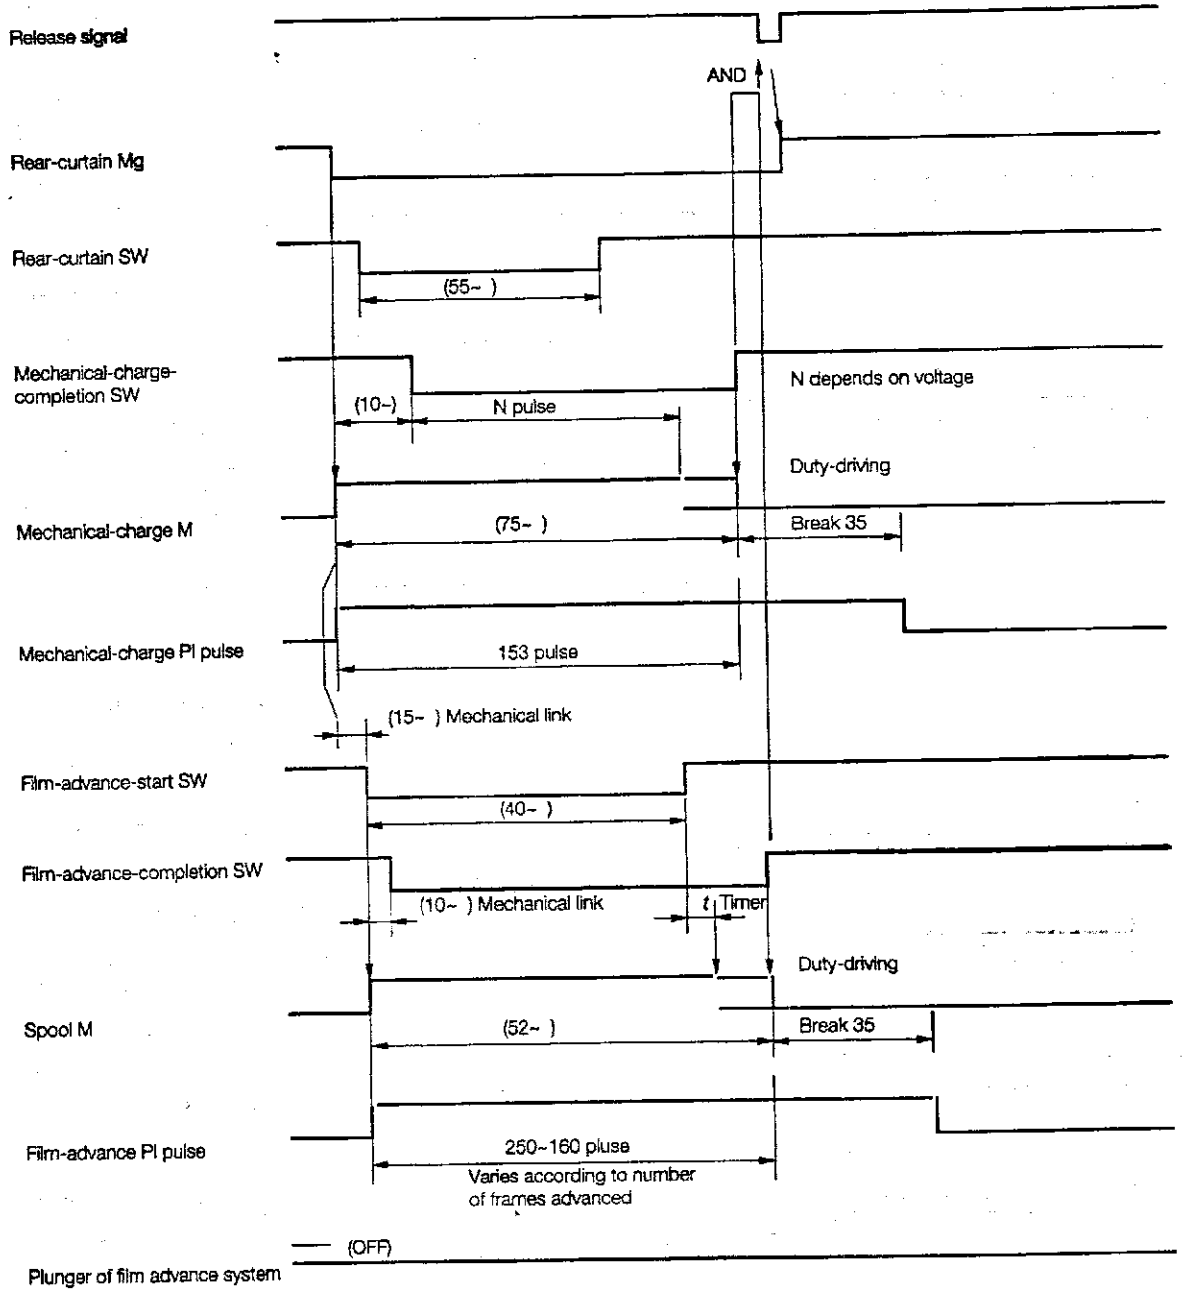 Release signal
AND
Rear-curtain Mg
Rear-curtain SW
(55~ )
Mechanical-charge-
completion SW
N depends on voltage
(10~)
N pulse
Duty-driving
Mechanical-charge M
(75~ )
Break 35
Mechanical-charge PI pulse
153 pulse
(15~ ) Mechanical link
Film-advance-start SW
(40~ )
Film-advance-completion SW
(10~ ) Mechanical link
t Timer
Duty-driving
Spool M
(52~ )
Break 35
Film-advance PI pulse
250~160 pluse
Varies according to number
of frames advanced
(OFF)
Plunger of film advance system